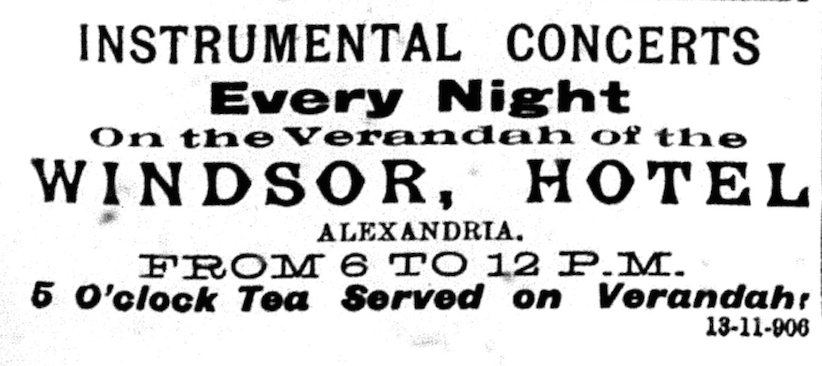 INSTRUMENTAL CONCERTS
Every Night
On the Verandah of the
WINDSOR, HOTEL
ALEXANDRIA.
FROM 6 TO 12 P.M.
5 O'clock Tea Served on Verandah:
13-11-906